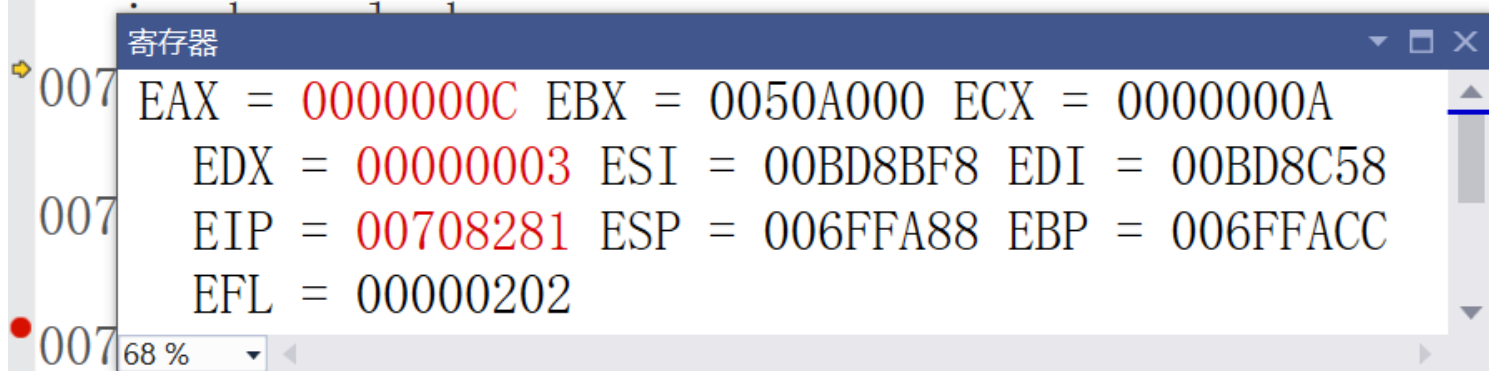 寄存器
007
EAX = 0000000C EBX = 0050A000 ECX = 0000000A
EDX = 00000003 ESI = 00BD8BF8 EDI = 00BD8C58
007
EIP = 00708281 ESP = 006FFA88 EBP = 006FFACC
EFL = 00000202
007
68 %